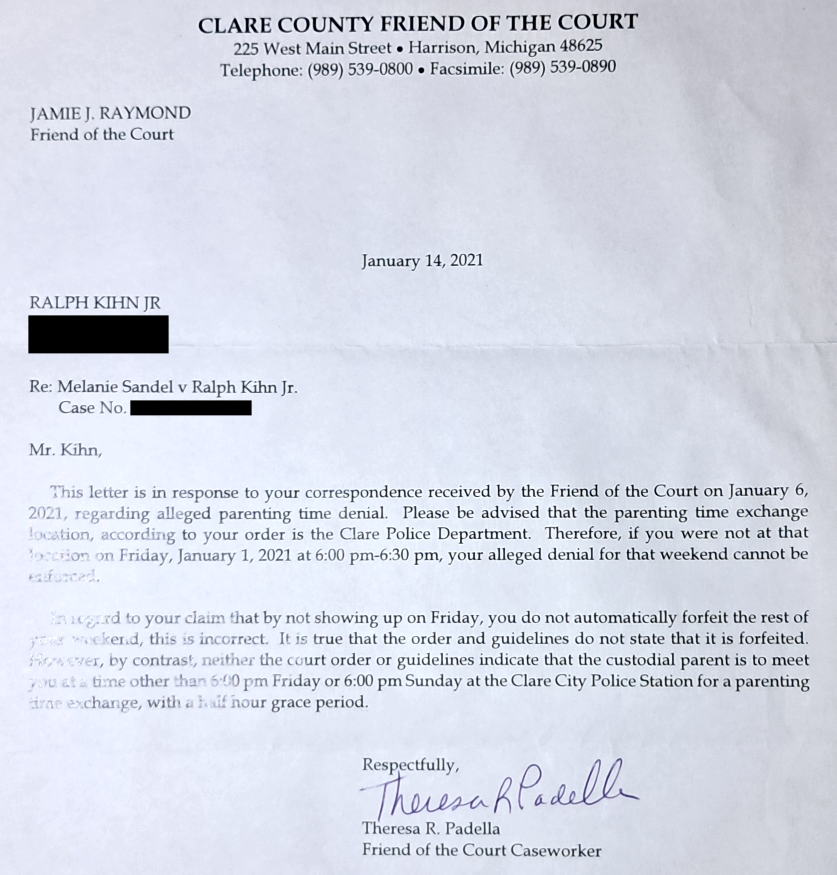 CLARE COUNTY FRIEND OF THE COURT
225 West Main Street • Harrison, Michigan 48625
Telephone: (989) 539-0800 • Facsimile: (989) 539-0890
JAMIE J. RAYMOND
Friend of the Court
January 14, 2021
RALPH KIHN JR
Re: Melanie Sandel v Ralph Kihn Jr.
Case No.
Mr. Kihn,
This letter is in response to your correspondence received by the Friend of the Court on January 6,
2021, regarding alleged parenting time denial. Please be advised that the parenting time exchange
location, according to your order is the Clare Police Department. Therefore, if you were not at that
location on Friday, January 1, 2021 at 6:00 pm-6:30 pm, your alleged denial for that weekend cannot be
enforced.
In regard to your claim that by not showing up on Friday, you do not automatically forfeit the rest of
your weekend, this is incorrect. It is true that the order and guidelines do not state that it is forfeited.
However, by contrast, neither the court order or guidelines indicate that the custodial parent is to meet
you at a time other than 6:00 pm Friday or 6:00 pm Sunday at the Clare City Police Station for a parenting
time exchange, with a half hour grace period.
Respectfully,
Theresa R Padella
Theresa R. Padella
Friend of the Court Caseworker